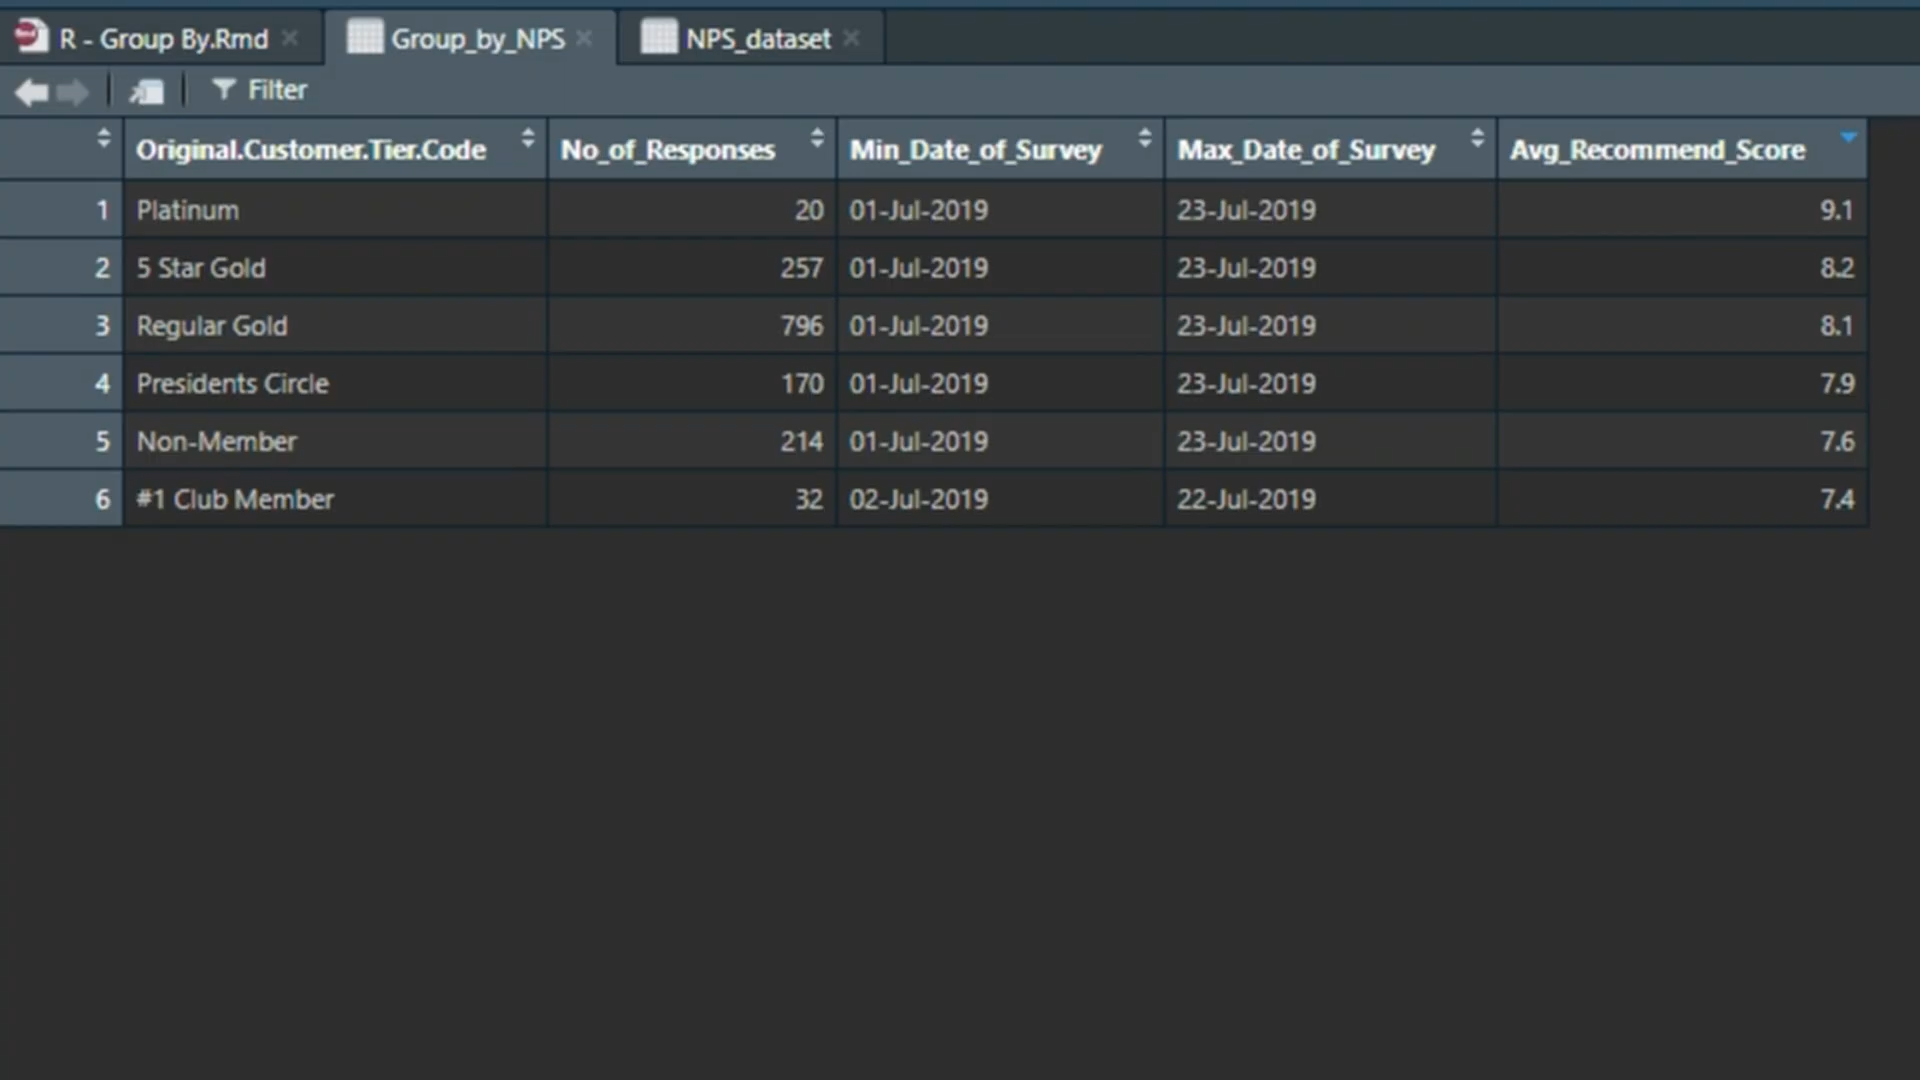 R - Group By.Rmd Group_by_NPS NPS_dataset
Filter
Original.Customer.Tier.Code No_of_Responses Min_Date_of_Survey Max_Date_of_Survey Avg_Recommend_Score
1 Platinum 20 01-Jul-2019 23-Jul-2019 9.1
2 5 Star Gold 257 01-Jul-2019 23-Jul-2019 8.2
3 Regular Gold 796 01-Jul-2019 23-Jul-2019 8.1
4 Presidents Circle 170 01-Jul-2019 23-Jul-2019 7.9
5 Non-Member 214 01-Jul-2019 23-Jul-2019 7.6
6 #1 Club Member 32 02-Jul-2019 22-Jul-2019 7.4